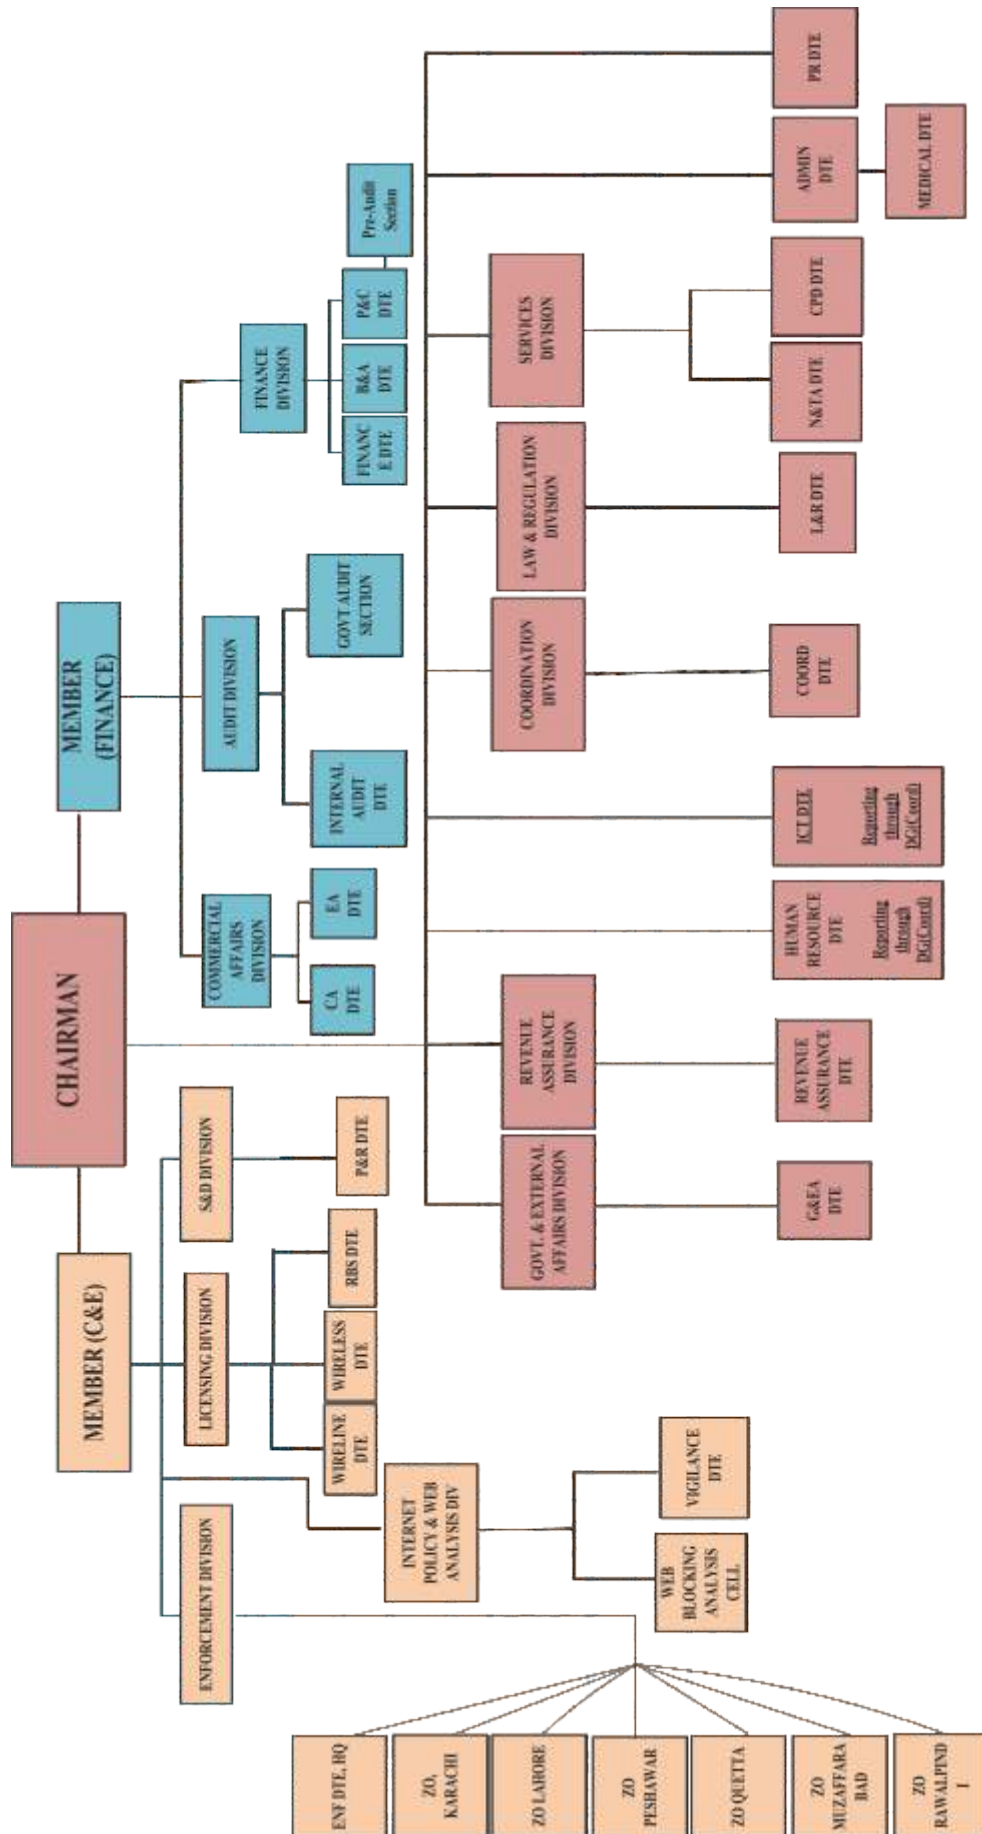 CHAIRMAN
MEMBER (C&E)
MEMBER
(FINANCE)
ENFORCEMENT DIVISION
LICENSING DIVISION
S&D DIVISION
COMMERCIAL
AFFAIRS
DIVISION
AUDIT DIVISION
FINANCE
DIVISION
WIRELINE
DTE
WIRELESS
DTE
RBS DTE
P&R DTE
CA
DTE
EA
DTE
INTERNAL
AUDIT
DTE
GOVT AUDIT
SECTION
FINANC
E DTE
B&A
DTE
P&C
DTE
Pre-Audit
Section
INTERNET
POLICY & WEB
ANALYSIS DIV
WEB
BLOCKING
ANALYSIS
CELL
VIGILANCE
DTE
ENF DTE, HQ
ZO,
KARACHI
ZO LAHORE
ZO
PESHAWAR
ZO QUETTA
ZO
MUZAFFARA
BAD
ZO
RAWALPIND
I
GOVT. & EXTERNAL
AFFAIRS DIVISION
REVENUE
ASSURANCE
DIVISION
COORDINATION
DIVISION
LAW & REGULATION
DIVISION
SERVICES
DIVISION
G&EA
DTE
REVENUE
ASSURANCE
DTE
HUMAN
RESOURCE
DTE
Reporting
through
DG(Coord)
ICT DTE
Reporting
through
DG(Coord)
COORD
DTE
L&R DTE
N&TA DTE
CPD DTE
ADMIN
DTE
PR DTE
MEDICAL DTE